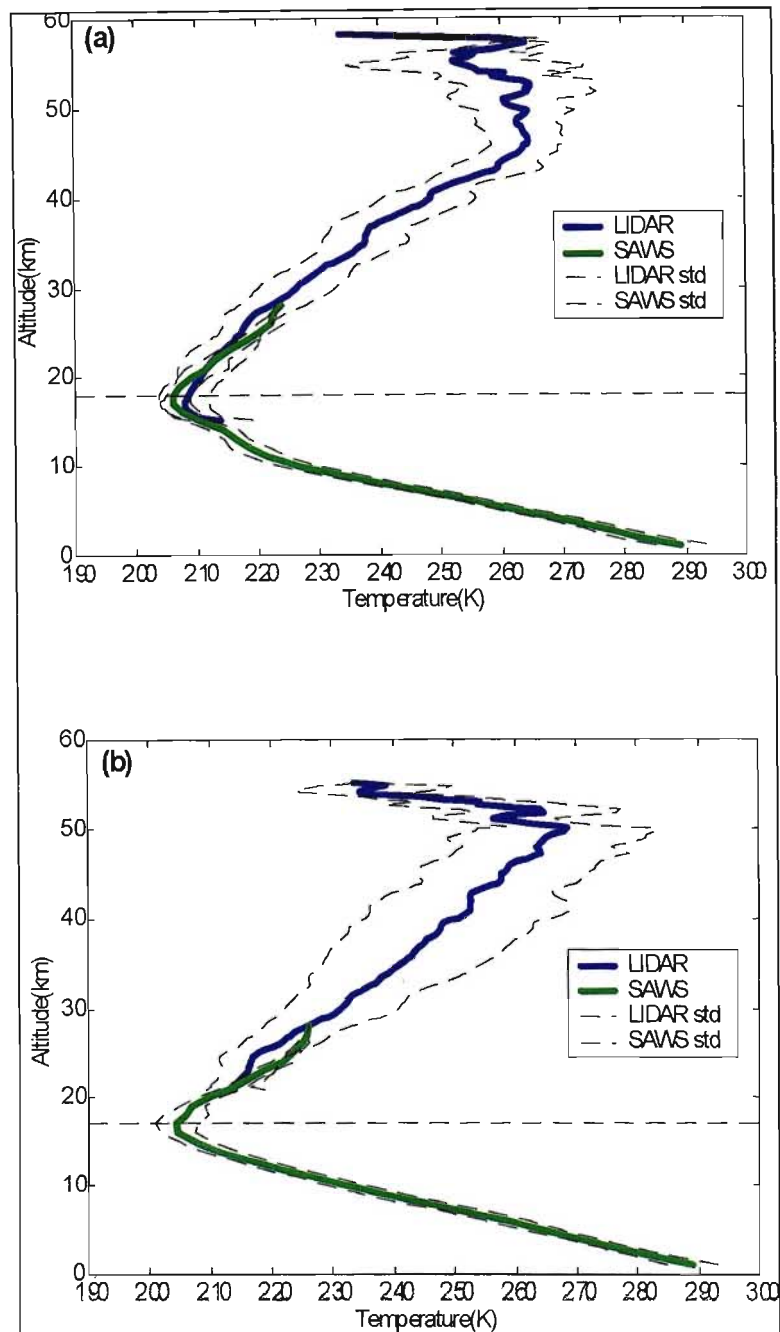 (a)
60
50
40
30
20
10
0
Altitude(km)
LIDAR
SAWS
LIDAR std
SAWS std
190 200 210 220 230 240 250 260 270 280 290 300
Temperature(K)
(b)
60
50
40
30
20
10
0
Altitude(km)
LIDAR
SAWS
LIDAR std
SAWS std
190 200 210 220 230 240 250 260 270 280 290 300
Temperature(K)